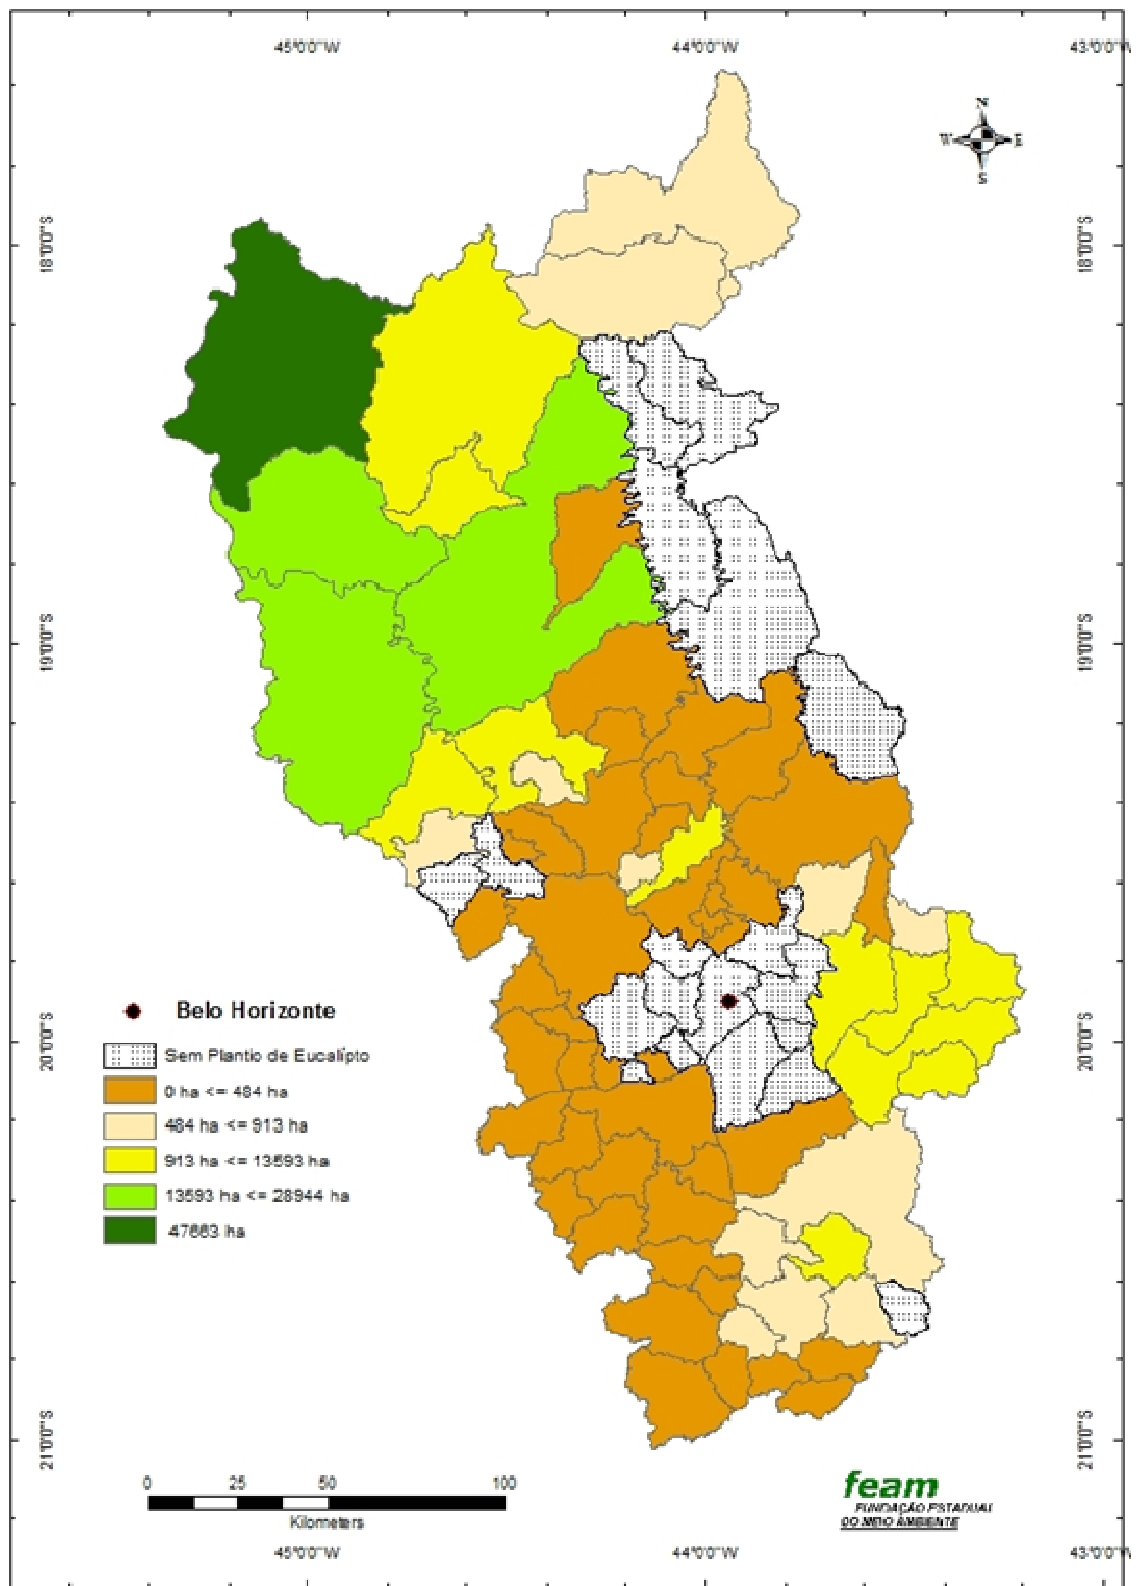 45°0'0"W 44°0'0"W 43°0'0"W
N
W E
S
18°0'0"S 18°0'0"S
19°0'0"S 19°0'0"S
Belo Horizonte
20°0'0"S 20°0'0"S
Sem Plantio de Eucalipto
0 ha <= 484 ha
484 ha <= 913 ha
913 ha <= 13593 ha
13593 ha <= 28944 ha
47663 ha
21°0'0"S 21°0'0"S
0 25 50 100
Kilometers
feam
FUNDAÇÃO ESTADUAL
DO MEIO AMBIENTE
45°0'0"W 44°0'0"W 43°0'0"W